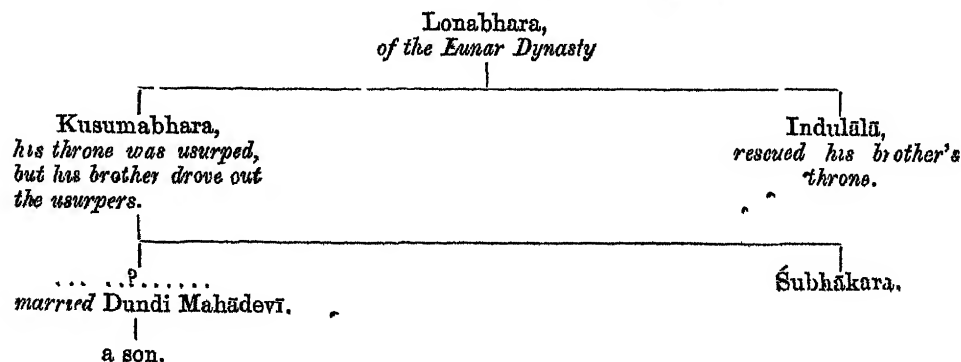 Lonabhara,
of the Lunar Dynasty
Kusumabhara,
his throne was usurped,
but his brother drove out
the usurpers.
Indulālā,
rescued his brother's
throne.
... ..?.......
married Dundi Mahādevī.
a son.
Śubhākara.